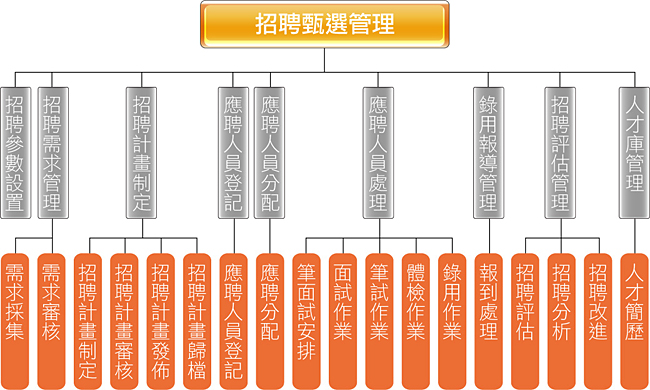 招聘甄選管理
招聘參數設置
招聘需求管理
招聘計畫制定
應聘人員登記
應聘人員分配
應聘人員處理
錄用報導管理
招聘評估管理
人才庫管理
需求採集
需求審核
招聘計畫制定
招聘計畫審核
招聘計畫發佈
招聘計畫歸檔
應聘人員登記
應聘分配
筆面試安排
面試作業
筆試作業
體檢作業
錄用作業
報到處理
招聘評估
招聘分析
招聘改進
人才簡歷